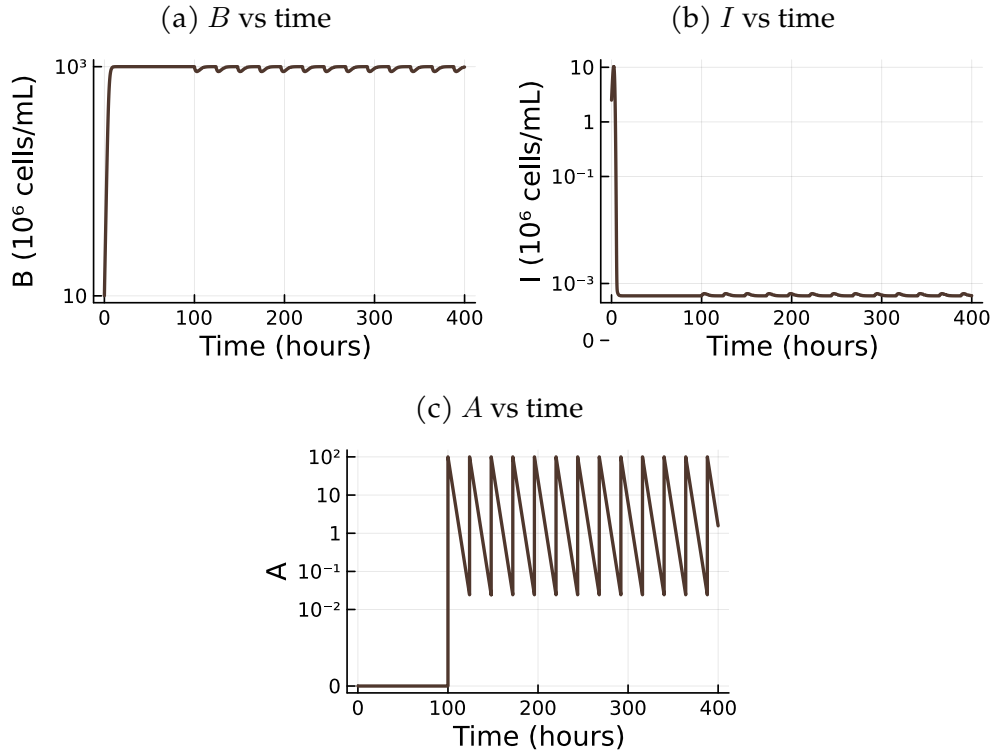 (a) B vs time
10³
10
B (10⁶ cells/mL)
0 100 200 300 400
Time (hours)
(b) I vs time
10
1
10⁻¹
10⁻³
0
I (10⁶ cells/mL)
0 100 200 300 400
Time (hours)
(c) A vs time
10²
10
1
10⁻¹
10⁻²
0
A
0 100 200 300 400
Time (hours)